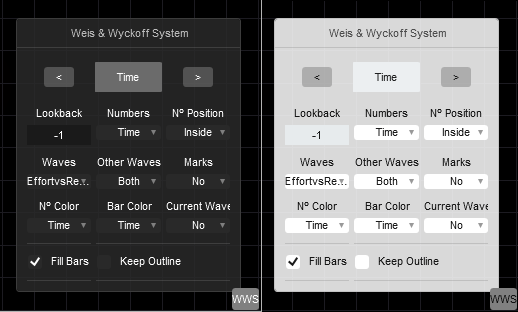 Weis & Wyckoff System
< Time >
Lookback Numbers Nº Position
-1 Time Inside
Waves Other Waves Marks
EffortvsRe... Both No
Nº Color Bar Color Current Wave
Time Time No
Fill Bars Keep Outline
WWS
Weis & Wyckoff System
< Time >
Lookback Numbers Nº Position
-1 Time Inside
Waves Other Waves Marks
EffortvsRe... Both No
Nº Color Bar Color Current Wave
Time Time No
Fill Bars Keep Outline
WWS